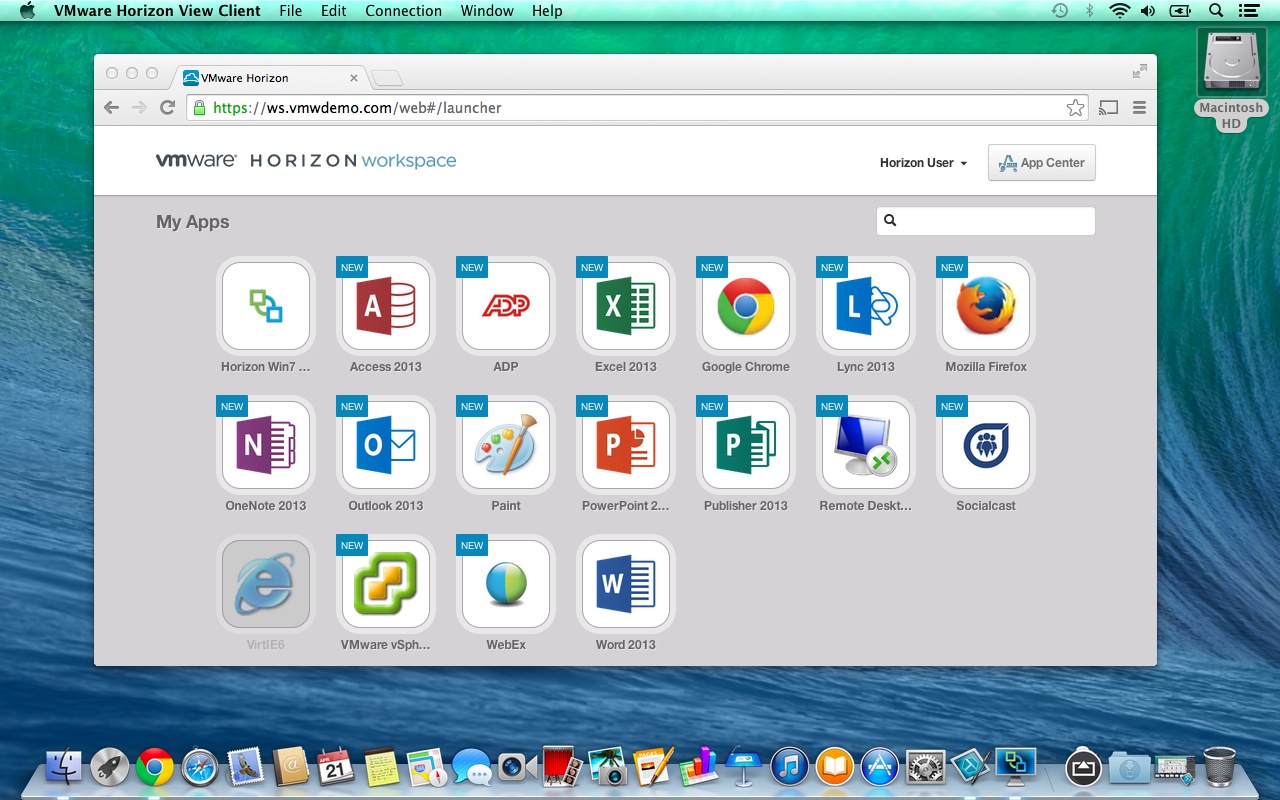 VMware Horizon View Client File Edit Connection Window Help
VMware Horizon
https://ws.vmwdemo.com/web#/launcher
Macintosh
HD
vmware HORIZON workspace
Horizon User
App Center
My Apps
NEW NEW NEW NEW NEW NEW
A ADP X L
Horizon Win7 ... Access 2013 ADP Excel 2013 Google Chrome Lync 2013 Mozilla Firefox
NEW NEW NEW NEW NEW NEW NEW
N O P P
OneNote 2013 Outlook 2013 Paint PowerPoint 2... Publisher 2013 Remote Deskt... Socialcast
NEW NEW
W
VirtIE6 VMware vSph... WebEx Word 2013
APR
21
PAGES